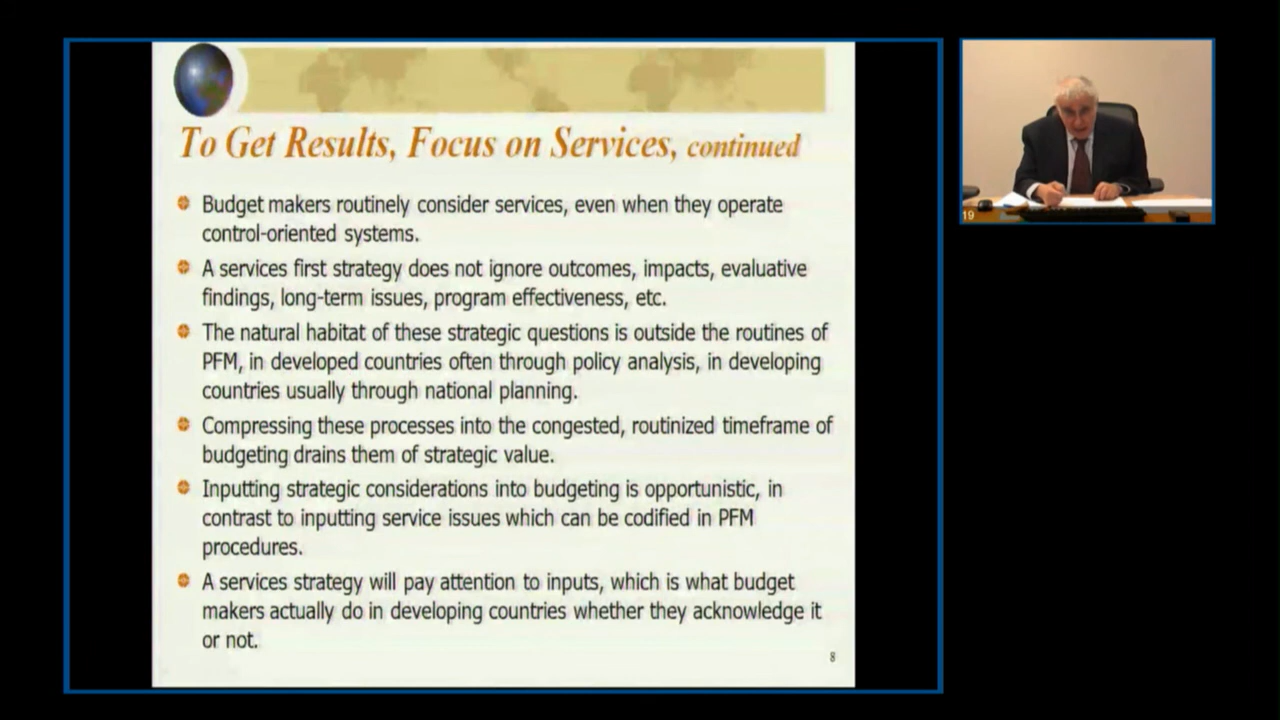 To Get Results, Focus on Services, continued
Budget makers routinely consider services, even when they operate
control-oriented systems.
A services first strategy does not ignore outcomes, impacts, evaluative
findings, long-term issues, program effectiveness, etc.
The natural habitat of these strategic questions is outside the routines of
PFM, in developed countries often through policy analysis, in developing
countries usually through national planning.
Compressing these processes into the congested, routinized timeframe of
budgeting drains them of strategic value.
Inputting strategic considerations into budgeting is opportunistic, in
contrast to inputting service issues which can be codified in PFM
procedures.
A services strategy will pay attention to inputs, which is what budget
makers actually do in developing countries whether they acknowledge it
or not.
8
19